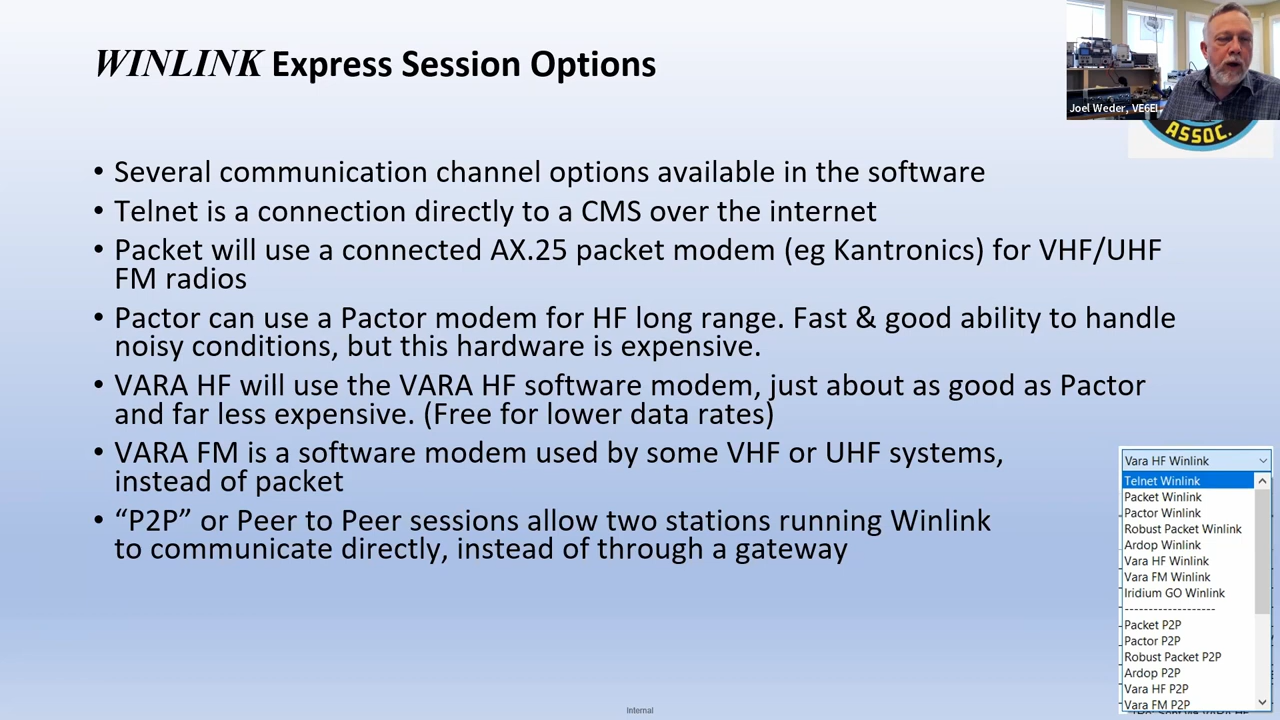 WINLINK Express Session Options
Joel Weder, VE6EI
ASSOC.
• Several communication channel options available in the software
• Telnet is a connection directly to a CMS over the internet
• Packet will use a connected AX.25 packet modem (eg Kantronics) for VHF/UHF
FM radios
• Pactor can use a Pactor modem for HF long range. Fast & good ability to handle
noisy conditions, but this hardware is expensive.
• VARA HF will use the VARA HF software modem, just about as good as Pactor
and far less expensive. (Free for lower data rates)
• VARA FM is a software modem used by some VHF or UHF systems,
instead of packet
• “P2P” or Peer to Peer sessions allow two stations running Winlink
to communicate directly, instead of through a gateway
Vara HF Winlink
Telnet Winlink
Packet Winlink
Pactor Winlink
Robust Packet Winlink
Ardop Winlink
Vara HF Winlink
Vara FM Winlink
Iridium GO Winlink
-------------------
Packet P2P
Pactor P2P
Robust Packet P2P
Ardop P2P
Vara HF P2P
Vara FM P2P
Internal